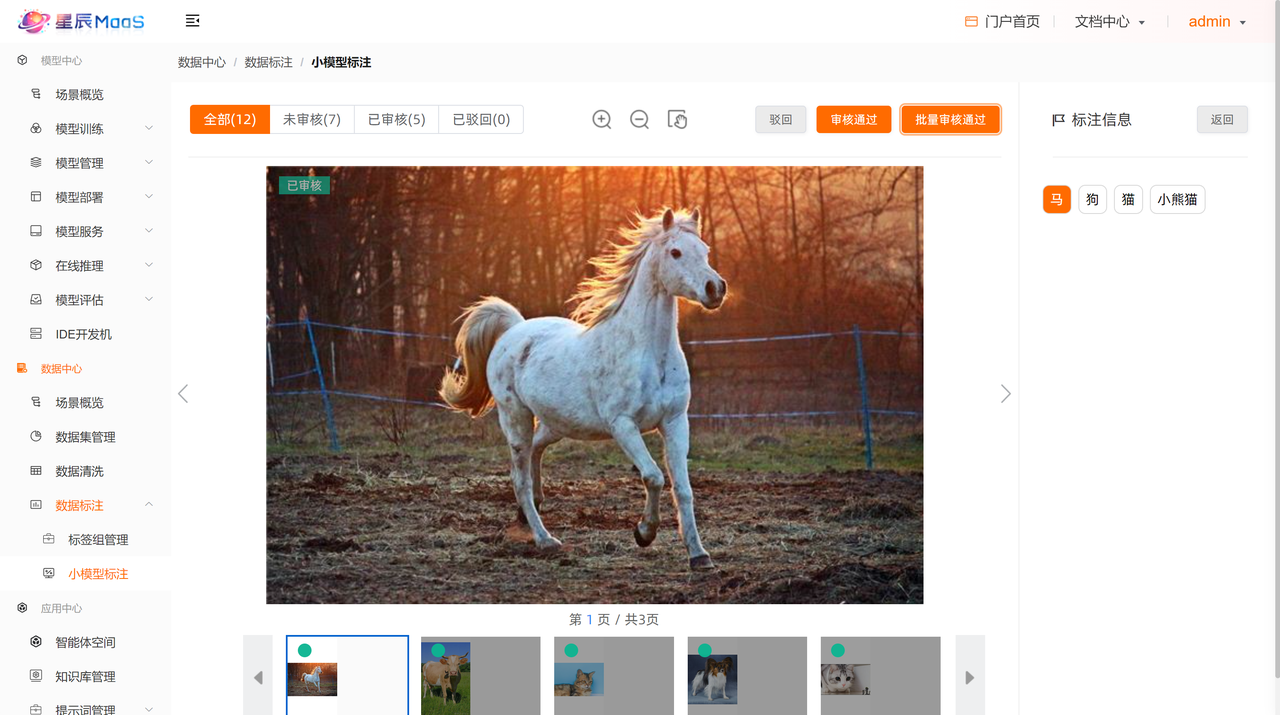 星辰MaaS
门户首页
文档中心
admin
模型中心
场景概览
模型训练
模型管理
模型部署
模型服务
在线推理
模型评估
IDE开发机
数据中心
场景概览
数据集管理
数据清洗
数据标注
标签组管理
小模型标注
应用中心
智能体空间
知识库管理
提示词管理
数据中心 / 数据标注 / 小模型标注
全部(12)
未审核(7)
已审核(5)
已驳回(0)
驳回
审核通过
批量审核通过
已审核
第 1 页 / 共3页
标注信息
返回
马
狗
猫
小熊猫